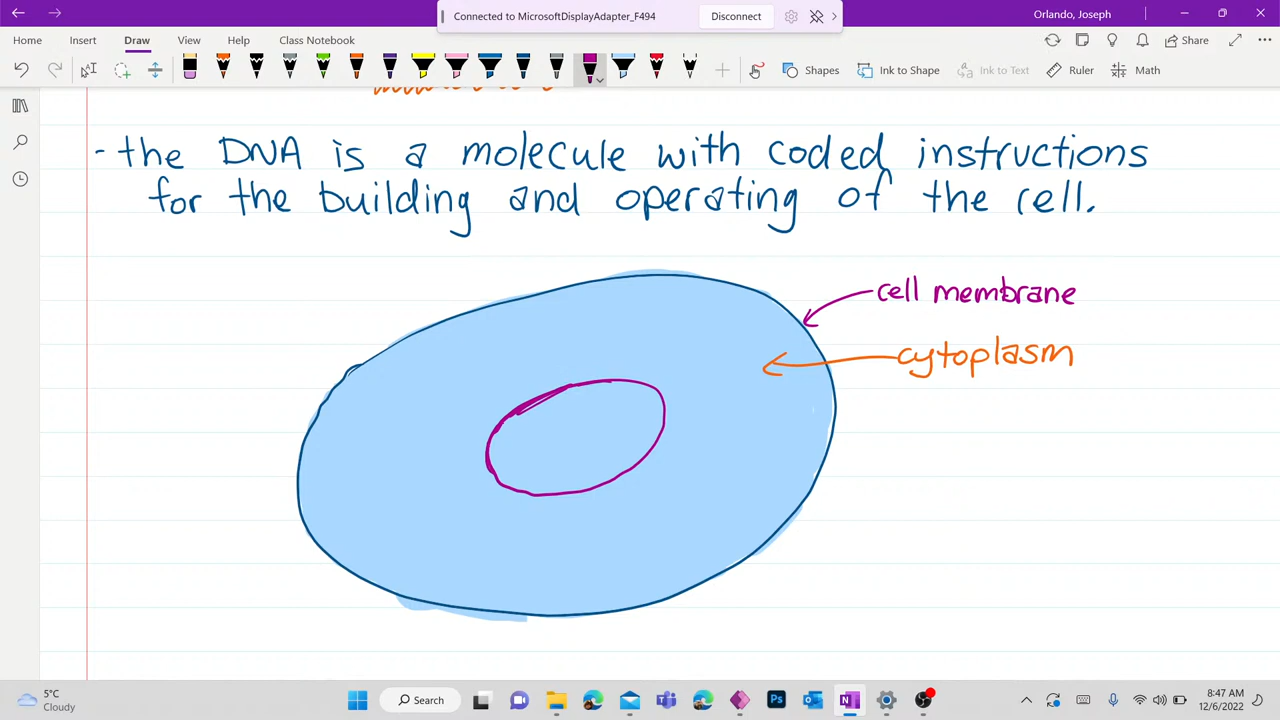 Connected to MicrosoftDisplayAdapter_F494
Disconnect
Orlando, Joseph
Home
Insert
Draw
View
Help
Class Notebook
Share
Shapes
Ink to Shape
Ink to Text
Ruler
Math
- the DNA is a molecule with coded instructions
for the building and operating of the cell.
cell membrane
cytoplasm
5°C
Cloudy
Search
Ps
8:47 AM
12/6/2022